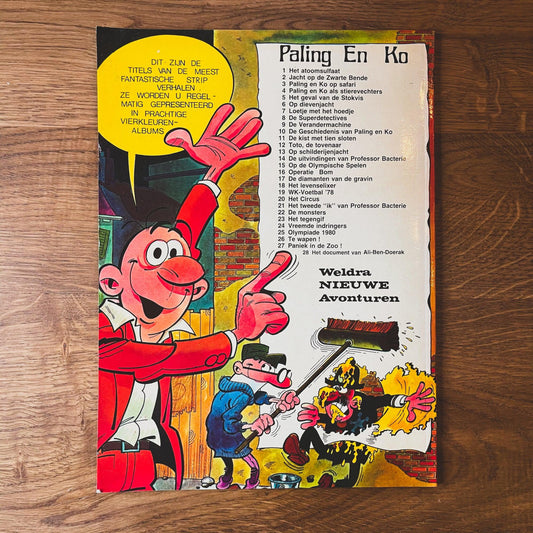 DIT ZIJN DE
TITELS VAN DE MEEST
FANTASTISCHE STRIP
VERHALEN
ZE WORDEN U REGEL-
MATIG GEPRESENTEERD
IN PRACHTIGE
VIERKLEUREN-
ALBUMS
Paling En Ko
1 Het atoomsulfaat
2 Jacht op de Zwarte Bende
3 Paling en Ko op safari
4 Paling en Ko als stierevechters
5 Het geval van de Stokvis
6 Op dievenjacht
7 Loetje met het hoedje
8 De Superdetectives
9 De Verandermachine
10 De Geschiedenis van Paling en Ko
11 De kist met tien sloten
12 Toto, de tovenaar
13 Op schilderijenjacht
14 De uitvindingen van Professor Bacterie
15 Op de Olympische Spelen
16 Operatie Bom
17 De diamanten van de gravin
18 Het levenselixer
19 WK-Voetbal '78
20 Het Circus
21 Het tweede "ik" van Professor Bacterie
22 De monsters
23 Het tegengif
24 Vreemde indringers
25 Olympiade 1980
26 Te wapen !
27 Paniek in de Zoo !
28 Het document van Ali-Ben-Doerak
Weldra
NIEUWE
Avonturen